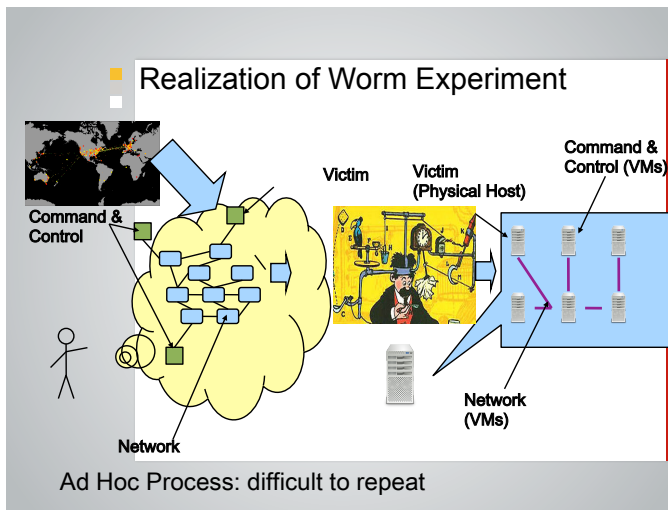 Realization of Worm Experiment
Command &
Control
Victim
Victim
(Physical Host)
Command &
Control (VMs)
Network
Network
(VMs)
Ad Hoc Process: difficult to repeat